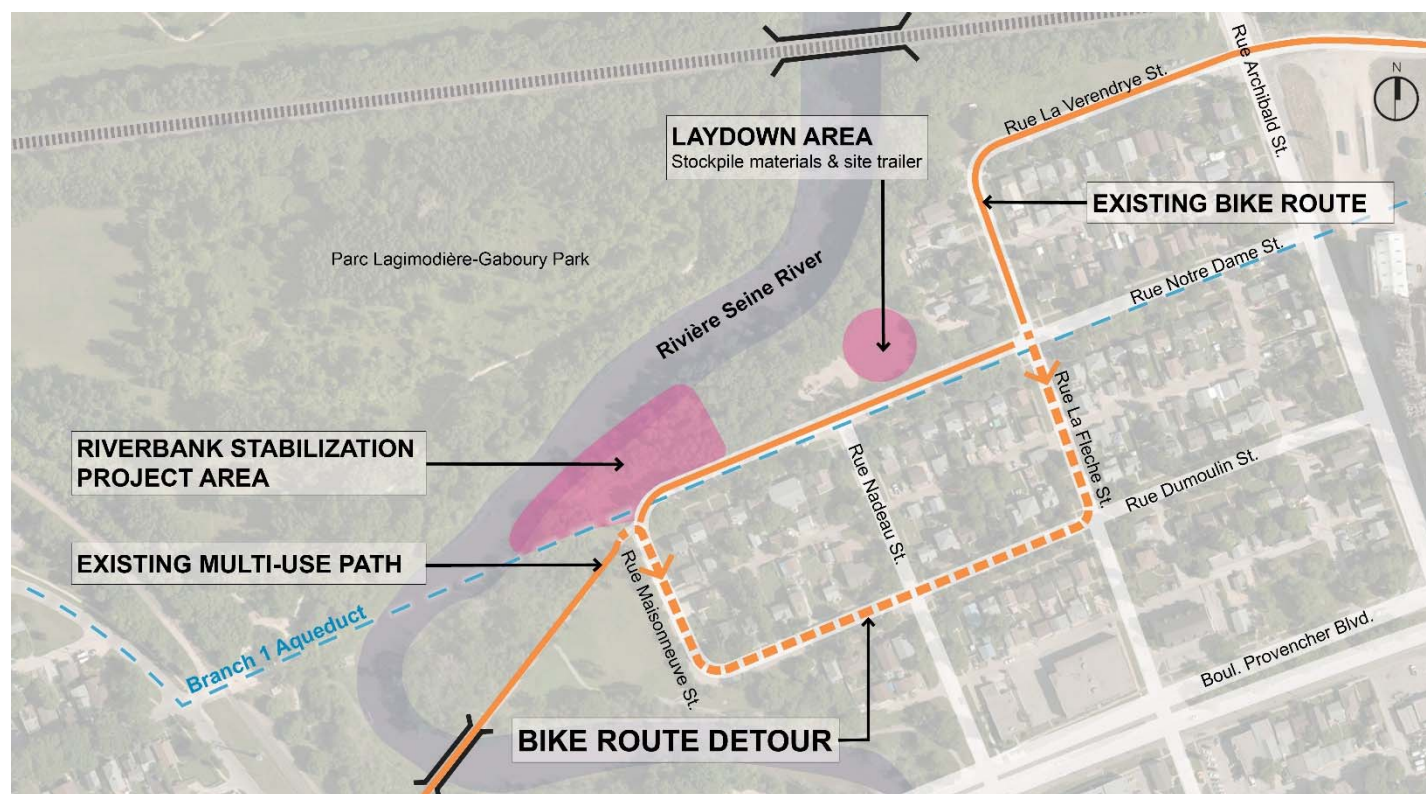 N
Rue Archibald St.
Rue La Verendrye St.
LAYDOWN AREA
Stockpile materials & site trailer
EXISTING BIKE ROUTE
Parc Lagimodière-Gaboury Park
Rivière Seine River
Rue Notre Dame St.
RIVERBANK STABILIZATION
PROJECT AREA
Rue La Fleche St.
Rue Nadeau St.
Rue Dumoulin St.
EXISTING MULTI-USE PATH
Rue Maisonneuve St.
Branch 1 Aqueduct
Boul. Provencher Blvd.
BIKE ROUTE DETOUR